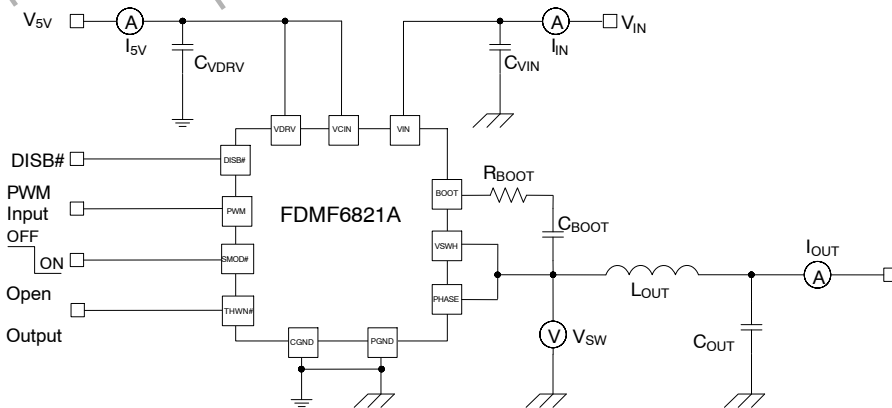 V5V
A
I5V
CVDRV
CVIN
A
IIN
VIN
VDRV
VCIN
VIN
DISB#
DISB#
PWM
Input
PWM
OFF
ON
SMOD#
Open
Output
THWN#
FDMF6821A
BOOT
RBOOT
CBOOT
VSWH
PHASE
LOUT
IOUT
A
V
VSW
COUT
CGND
PGND